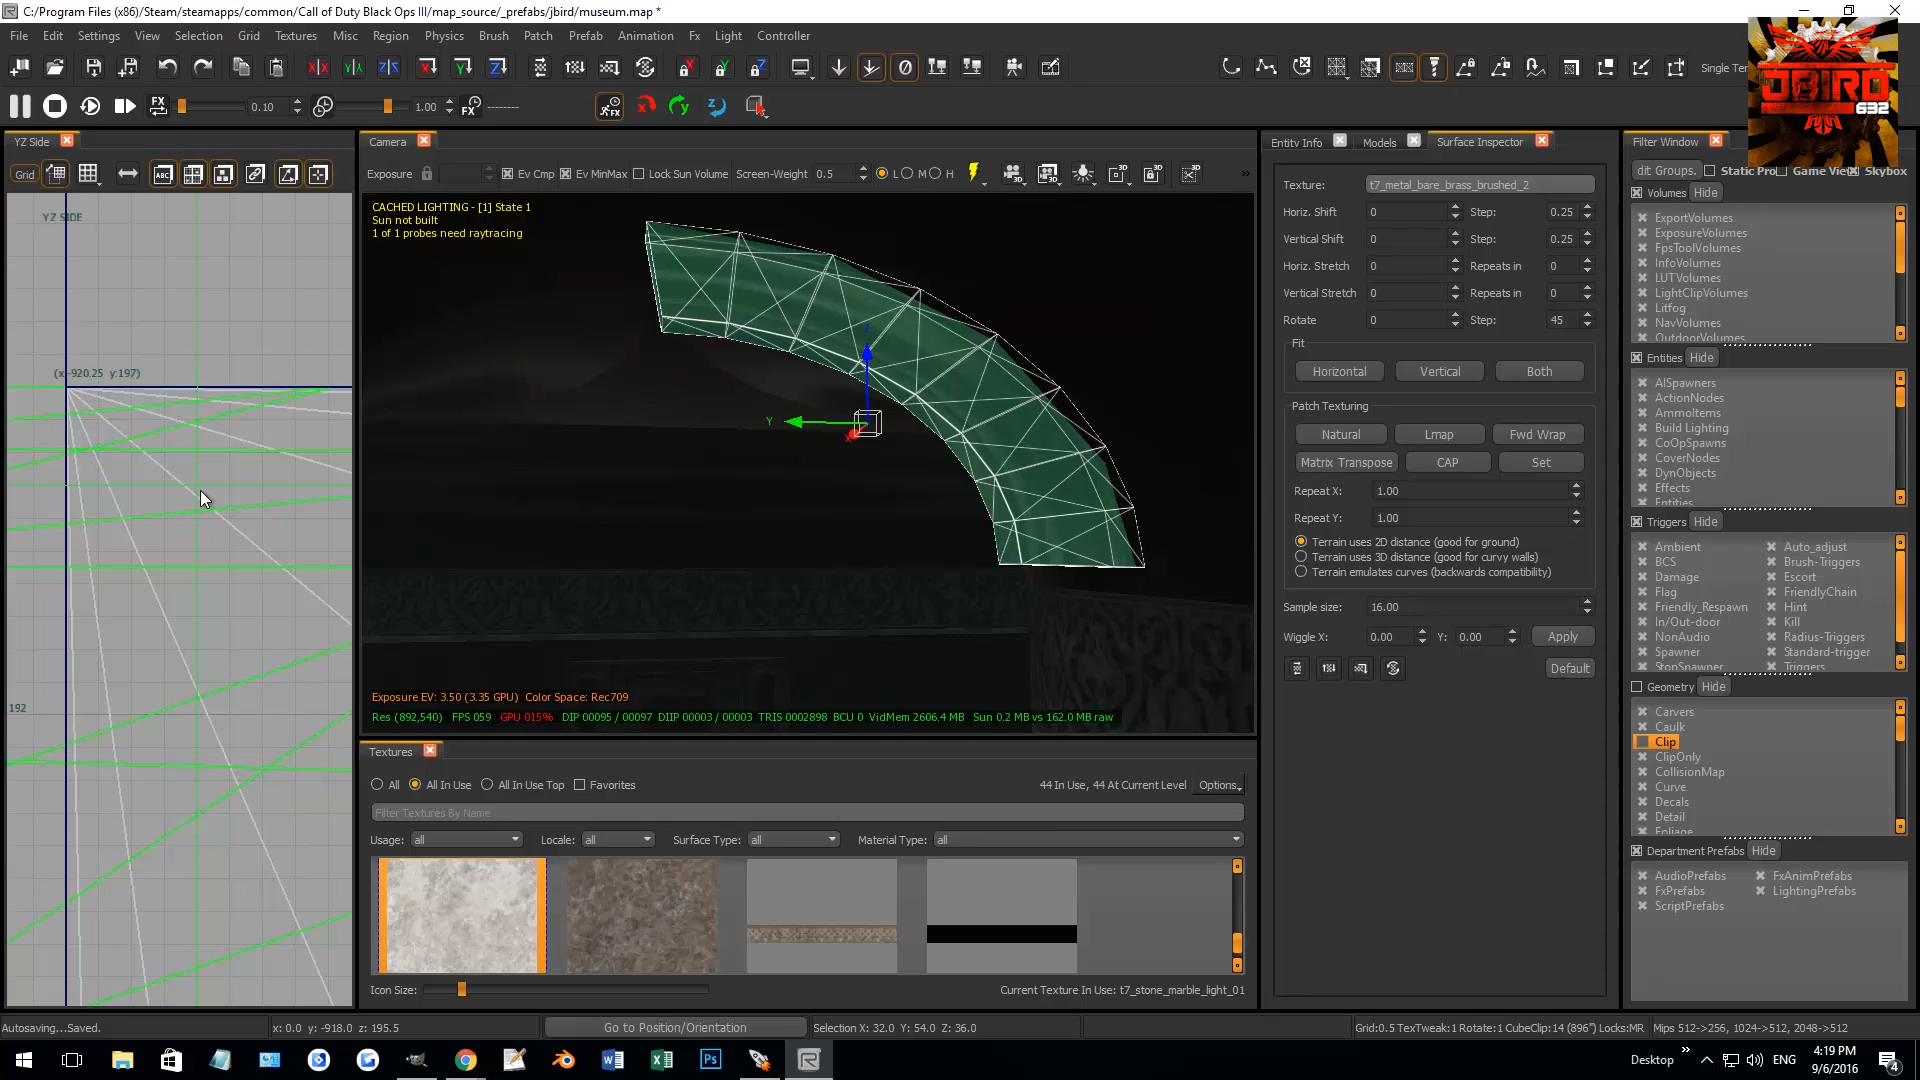 C:/Program Files (x86)/Steam/steamapps/common/Call of Duty Black Ops III/map_source/_prefabs/jbird/museum.map *
File Edit Settings View Selection Grid Textures Misc Region Physics Brush Patch Prefab Animation Fx Light Controller
Single Ter
JBIRD
632
FX 0.10 1.00 FX --------
YZ Side Camera Entity Info Models Surface Inspector Filter Window
Grid ABC Exposure Ev Cmp Ev MinMax Lock Sun Volume Screen-Weight 0.5 L M H
dit Groups. Static Pro Game Vie Skybox
YZ SIDE
(x-920.25 y:197)
192
CACHED LIGHTING - [1] State 1
Sun not built
1 of 1 probes need raytracing
Z
Y
X
Exposure EV: 3.50 (3.35 GPU) Color Space: Rec709
Res (892,540) FPS 059 GPU 015% DIP 00095 / 00097 DIIP 00003 / 00003 TRIS 0002898 BCU 0 VidMem 2606.4 MB Sun 0.2 MB vs 162.0 MB raw
Textures
All All In Use All In Use Top Favorites 44 In Use, 44 At Current Level Options
Filter Textures By Name
Usage: all Locale: all Surface Type: all Material Type: all
Icon Size: Current Texture In Use: t7_stone_marble_light_01
Texture: t7_metal_bare_brass_brushed_2
Horiz. Shift 0 Step: 0.25
Vertical Shift 0 Step: 0.25
Horiz. Stretch 0 Repeats in 0
Vertical Stretch 0 Repeats in 0
Rotate 0 Step: 45
Fit
Horizontal Vertical Both
Patch Texturing
Natural Lmap Fwd Wrap
Matrix Transpose CAP Set
Repeat X: 1.00
Repeat Y: 1.00
Terrain uses 2D distance (good for ground)
Terrain uses 3D distance (good for curvy walls)
Terrain emulates curves (backwards compatibility)
Sample size: 16.00
Wiggle X: 0.00 Y: 0.00 Apply
Default
Volumes Hide
ExportVolumes
ExposureVolumes
FpsToolVolumes
InfoVolumes
LUTVolumes
LightClipVolumes
Litfog
NavVolumes
OutdoorVolumes
Entities Hide
AISpawners
ActionNodes
AmmoItems
Build Lighting
CoOpSpawns
CoverNodes
DynObjects
Effects
Entities
Triggers Hide
Ambient Auto_adjust
BCS Brush-Triggers
Damage Escort
Flag FriendlyChain
Friendly_Respawn Hint
In/Out-door Kill
NonAudio Radius-Triggers
Spawner Standard-trigger
StopSpawner Triggers
Geometry Hide
Carvers
Caulk
Clip
ClipOnly
CollisionMap
Curve
Decals
Detail
Foliage
Department Prefabs Hide
AudioPrefabs FxAnimPrefabs
FxPrefabs LightingPrefabs
ScriptPrefabs
Autosaving...Saved. x: 0.0 y: -918.0 z: 195.5 Go to Position/Orientation Selection X: 32.0 Y: 54.0 Z: 36.0 Grid:0.5 TexTweak:1 Rotate:1 CubeClip:14 (896") Locks:MR Mips 512->256, 1024->512, 2048->512
Desktop ENG 4:19 PM
9/6/2016
4